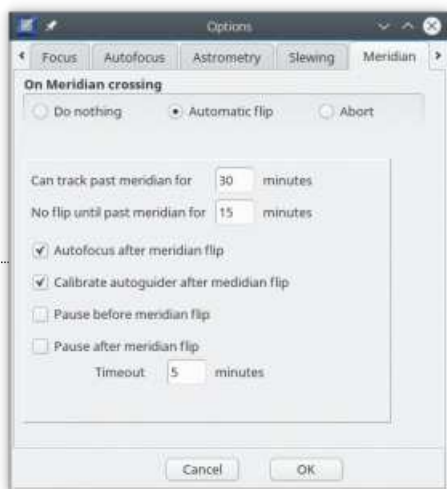 Options
Focus Autofocus Astrometry Slewing Meridian
On Meridian crossing
Do nothing Automatic flip Abort
Can track past meridian for 30 minutes
No flip until past meridian for 15 minutes
Autofocus after meridian flip
Calibrate autoguider after medidian flip
Pause before meridian flip
Pause after meridian flip
Timeout 5 minutes
Cancel OK